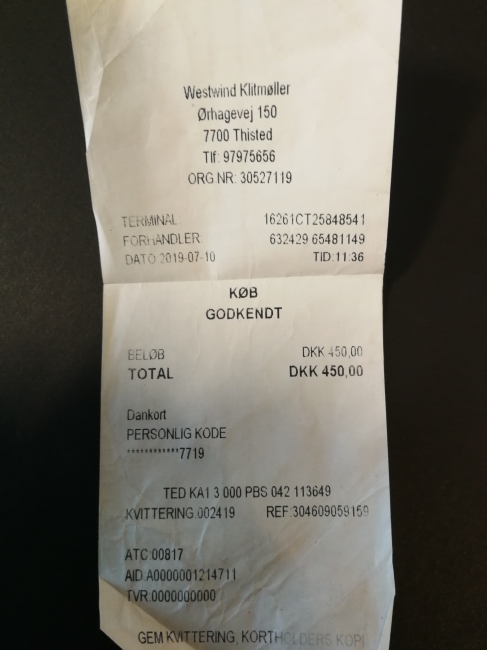 Westwind Klitmøller
Ørhagevej 150
7700 Thisted
Tlf: 97975656
ORG.NR: 30527119
TERMINAL 16261CT25848541
FORHANDLER: 632429 65481149
DATO:2019-07-10 TID:11:36
KØB
GODKENDT
BELØB DKK 450,00
TOTAL DKK 450,00
Dankort
PERSONLIG KODE
************7719
TED KA1 3 000 PBS 042 113649
KVITTERING:002419 REF:304609059159
ATC:00817
AID:A0000001214711
TVR:0000000000
GEM KVITTERING, KORTHOLDERS KOPI